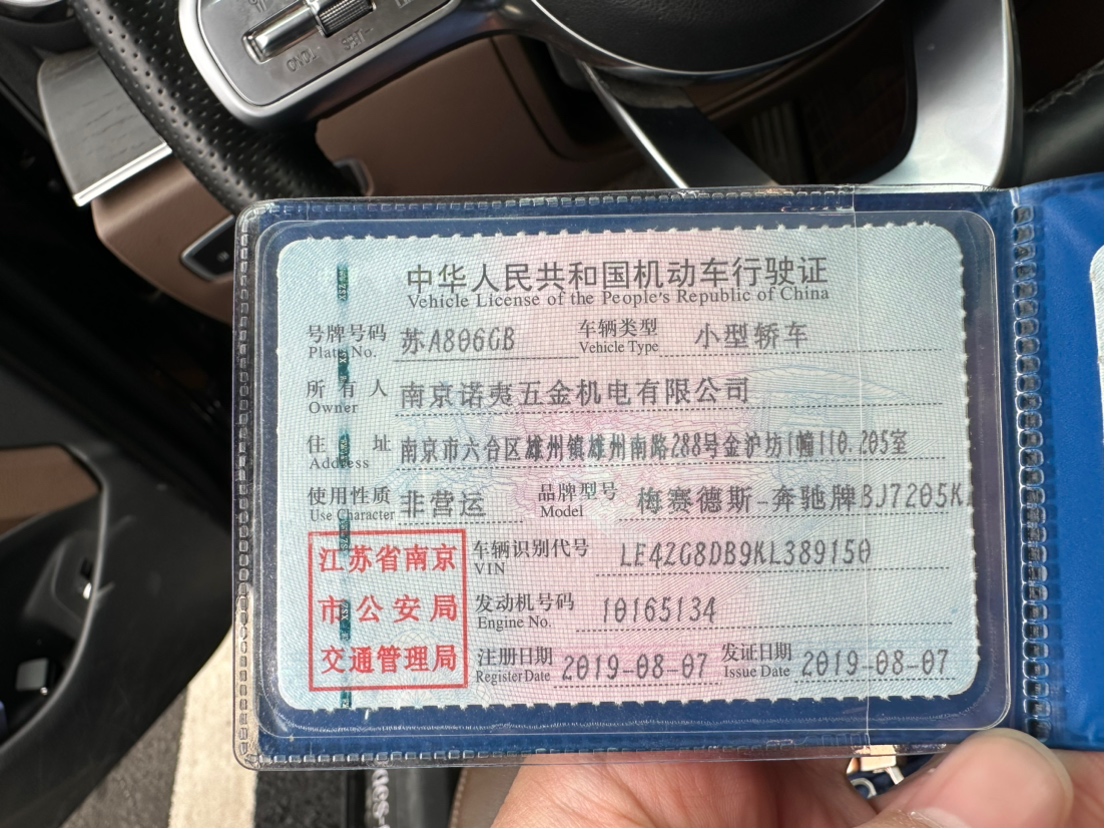 中华人民共和国机动车行驶证
Vehicle License of the People's Republic of China
号牌号码 苏A806GB 车辆类型 小型轿车
Plate No. Vehicle Type
所有人 南京诺夷五金机电有限公司
Owner
住址 南京市六合区雄州镇雄州南路288号金沪坊1幢110.205室
Address
使用性质 非营运 品牌型号 梅赛德斯-奔驰牌BJ7205K
Use Character Model
江苏省南京
市公安局
交通管理局
车辆识别代号 LE4ZG8DB9KL389150
VIN
发动机号码 10165134
Engine No.
注册日期 2019-08-07 发证日期 2019-08-07
Register Date Issue Date